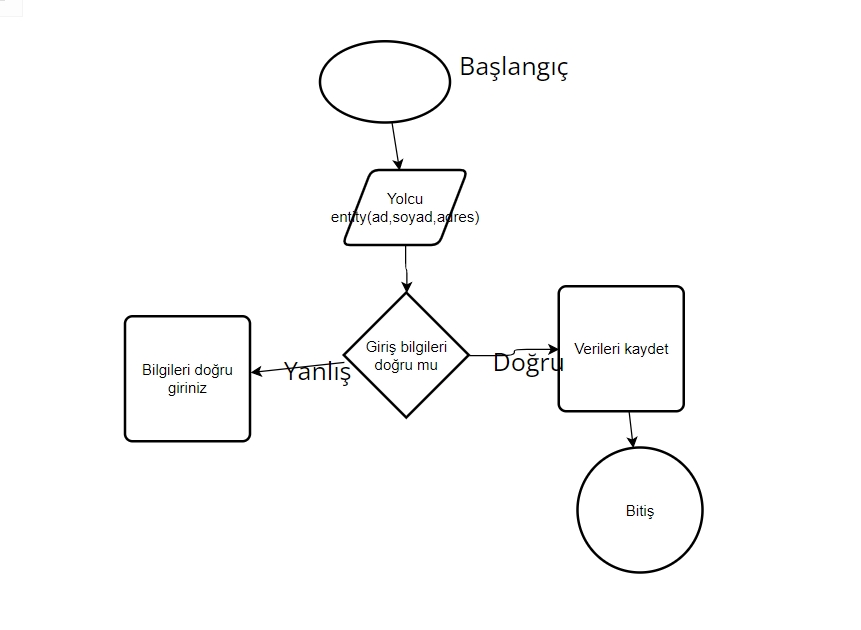 Başlangıç
Yolcu
entity(ad,soyad,adres)
Giriş bilgileri
doğru mu
Yanlış
Doğru
Bilgileri doğru
giriniz
Verileri kaydet
Bitiş